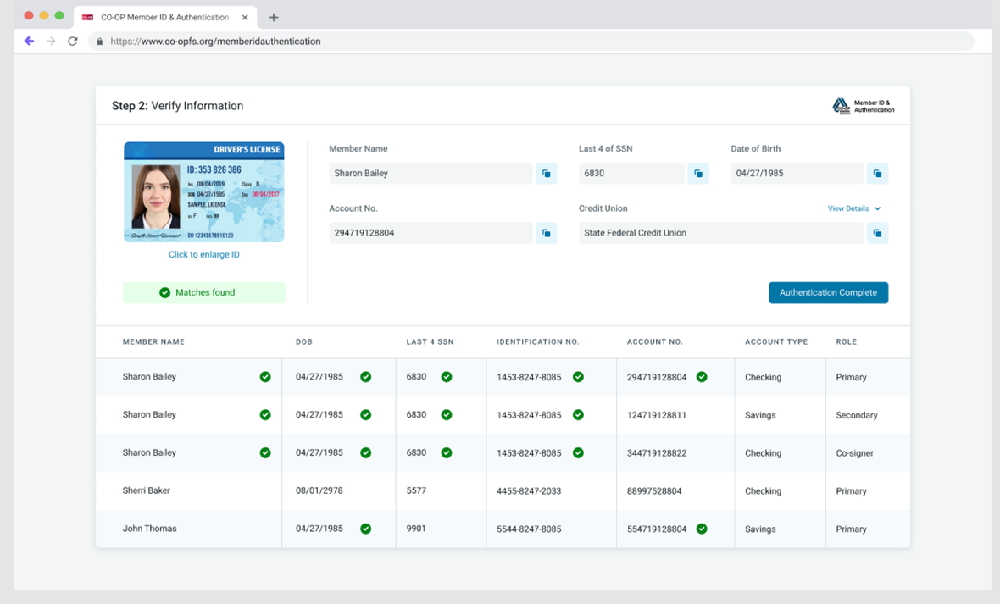 CO-OP Member ID & Authentication
https://www.co-opfs.org/memberidauthentication
Step 2: Verify Information
Member ID &
Authentication
DRIVER'S LICENSE
ID: 353 826 386
Iss 08/04/2019 Class B
DOB 04/27/1985 Exp 08/04/2037
SAMPLE, LICENSE
DD 12345678910123
Click to enlarge ID
Matches found
Member Name Last 4 of SSN Date of Birth
Sharon Bailey 6830 04/27/1985
Account No. Credit Union View Details
294719128804 State Federal Credit Union
Authentication Complete
MEMBER NAME DOB LAST 4 SSN IDENTIFICATION NO. ACCOUNT NO. ACCOUNT TYPE ROLE
Sharon Bailey 04/27/1985 6830 1453-8247-8085 294719128804 Checking Primary
Sharon Bailey 04/27/1985 6830 1453-8247-8085 124719128811 Savings Secondary
Sharon Bailey 04/27/1985 6830 1453-8247-8085 344719128822 Checking Co-signer
Sherri Baker 08/01/2978 5577 4455-8247-2033 88997528804 Checking Primary
John Thomas 04/27/1985 9901 5544-8247-8085 554719128804 Savings Primary